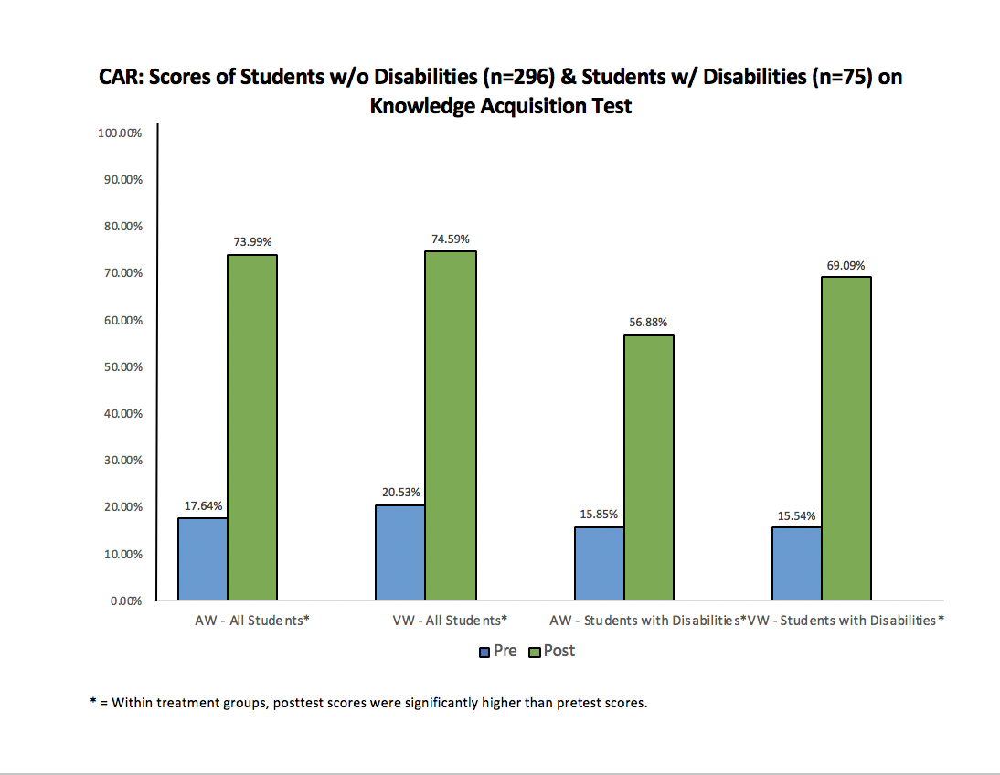 CAR: Scores of Students w/o Disabilities (n=296) & Students w/ Disabilities (n=75) on
Knowledge Acquisition Test
100.00%
90.00%
80.00%
70.00%
60.00%
50.00%
40.00%
30.00%
20.00%
10.00%
0.00%
17.64%
73.99%
20.53%
74.59%
15.85%
56.88%
15.54%
69.09%
AW - All Students*
VW - All Students*
AW - Students with Disabilities*
VW - Students with Disabilities*
Pre
Post
* = Within treatment groups, posttest scores were significantly higher than pretest scores.